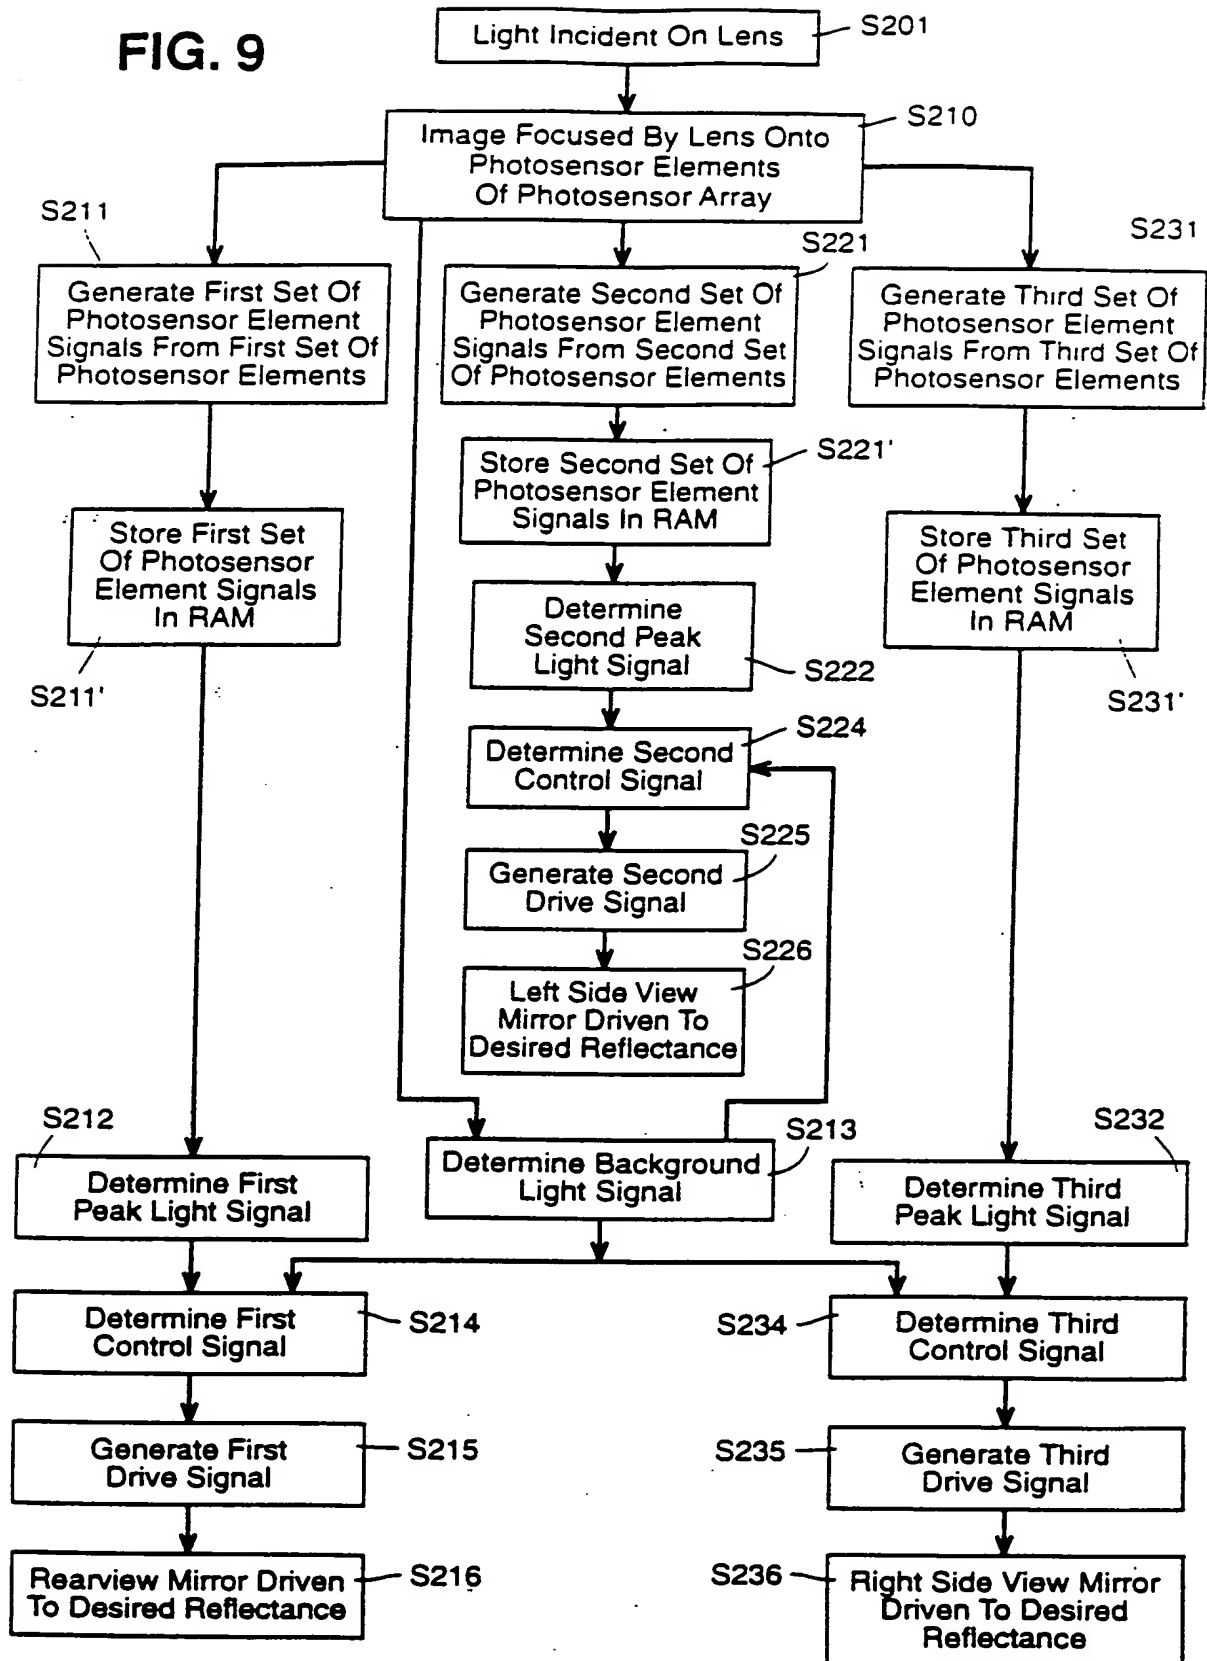 FIG. 9
Light Incident On Lens
S201
Image Focused By Lens Onto
Photosensor Elements
Of Photosensor Array
S210
S211
Generate First Set Of
Photosensor Element
Signals From First Set Of
Photosensor Elements
S221
Generate Second Set Of
Photosensor Element
Signals From Second Set
Of Photosensor Elements
S231
Generate Third Set Of
Photosensor Element
Signals From Third Set Of
Photosensor Elements
Store First Set
Of Photosensor
Element Signals
In RAM
S211'
Store Second Set Of
Photosensor Element
Signals In RAM
S221'
Store Third Set
Of Photosensor
Element Signals
In RAM
S231'
Determine
Second Peak
Light Signal
S222
Determine Second
Control Signal
S224
Generate Second
Drive Signal
S225
Left Side View
Mirror Driven To
Desired Reflectance
S226
S212
Determine First
Peak Light Signal
Determine Background
Light Signal
S213
S232
Determine Third
Peak Light Signal
Determine First
Control Signal
S214
S234
Determine Third
Control Signal
Generate First
Drive Signal
S215
S235
Generate Third
Drive Signal
Rearview Mirror Driven
To Desired Reflectance
S216
S236
Right Side View Mirror
Driven To Desired
Reflectance